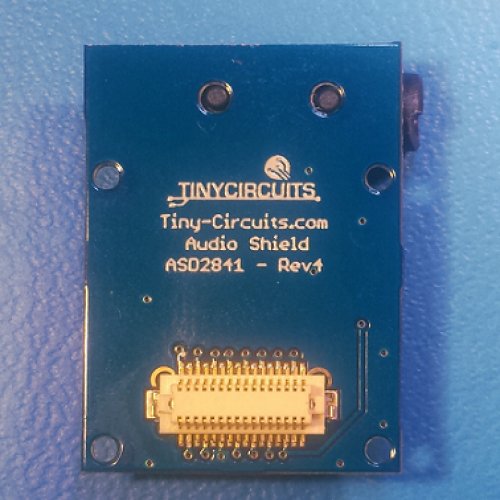 TINYCIRCUITS
Tiny-Circuits.com
Audio Shield
ASD2841 - Rev4